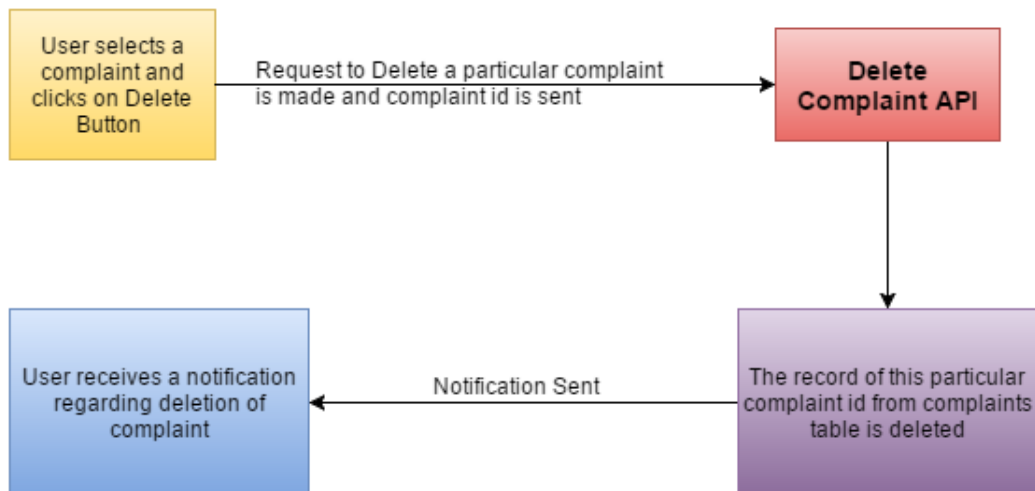 User selects a
complaint and
clicks on Delete
Button
Request to Delete a particular complaint
is made and complaint id is sent
Delete
Complaint API
The record of this particular
complaint id from complaints
table is deleted
Notification Sent
User receives a notification
regarding deletion of
complaint